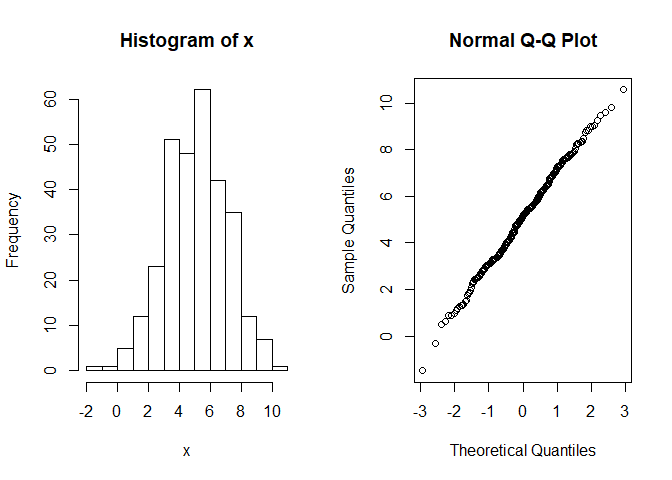 Histogram of x
Frequency
0 10 20 30 40 50 60
-2 0 2 4 6 8 10
x
Normal Q-Q Plot
Sample Quantiles
0 2 4 6 8 10
-3 -2 -1 0 1 2 3
Theoretical Quantiles